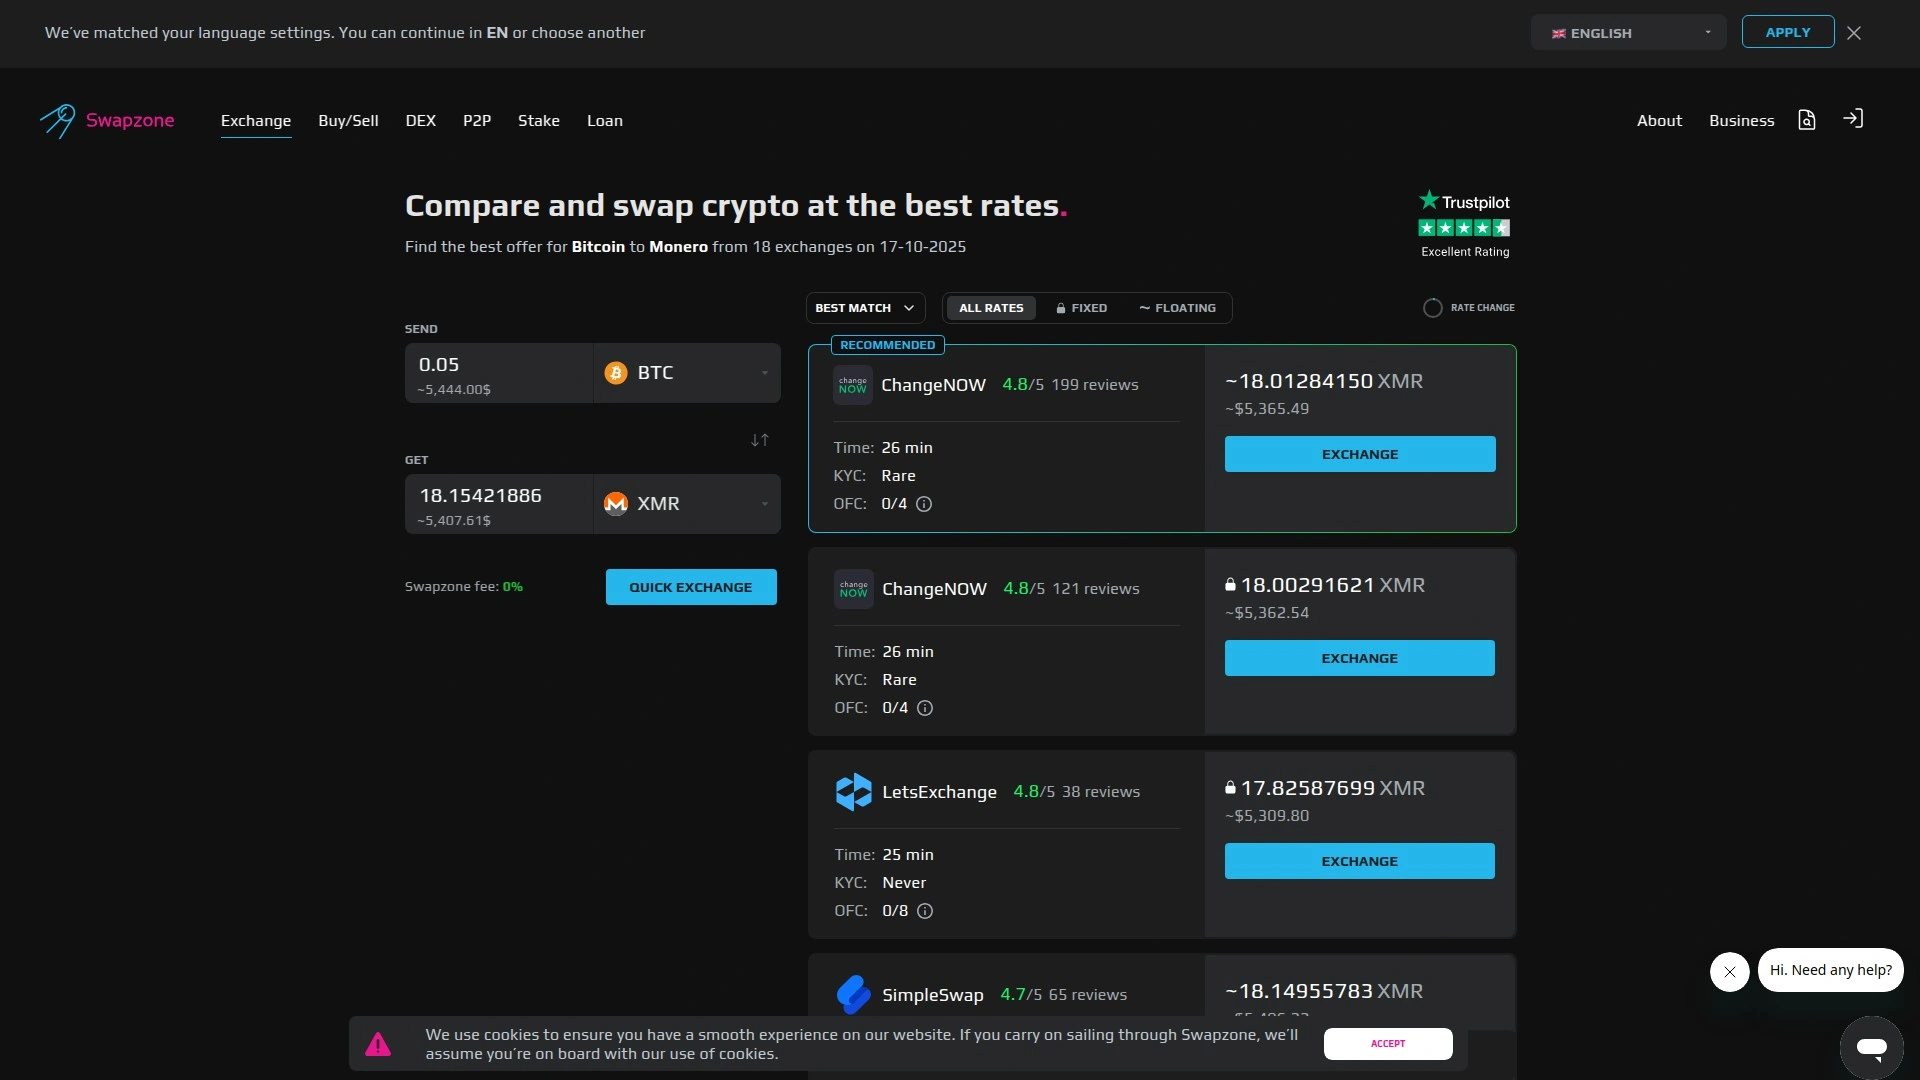 We've matched your language settings. You can continue in EN or choose another
ENGLISH
APPLY
Swapzone
Exchange
Buy/Sell
DEX
P2P
Stake
Loan
About
Business
Compare and swap crypto at the best rates.
Find the best offer for Bitcoin to Monero from 18 exchanges on 17-10-2025
Trustpilot
Excellent Rating
SEND
0.05
~5,444.00$
BTC
GET
18.15421886
~5,407.61$
XMR
Swapzone fee: 0%
QUICK EXCHANGE
BEST MATCH
ALL RATES
FIXED
~ FLOATING
RATE CHANGE
RECOMMENDED
change
NOW
ChangeNOW 4.8/5 199 reviews
Time: 26 min
KYC: Rare
OFC: 0/4
~18.01284150 XMR
~$5,365.49
EXCHANGE
change
NOW
ChangeNOW 4.8/5 121 reviews
Time: 26 min
KYC: Rare
OFC: 0/4
18.00291621 XMR
~$5,362.54
EXCHANGE
LetsExchange 4.8/5 38 reviews
Time: 25 min
KYC: Never
OFC: 0/8
17.82587699 XMR
~$5,309.80
EXCHANGE
SimpleSwap 4.7/5 65 reviews
~18.14955783 XMR
We use cookies to ensure you have a smooth experience on our website. If you carry on sailing through Swapzone, we'll
assume you're on board with our use of cookies.
ACCEPT
Hi. Need any help?